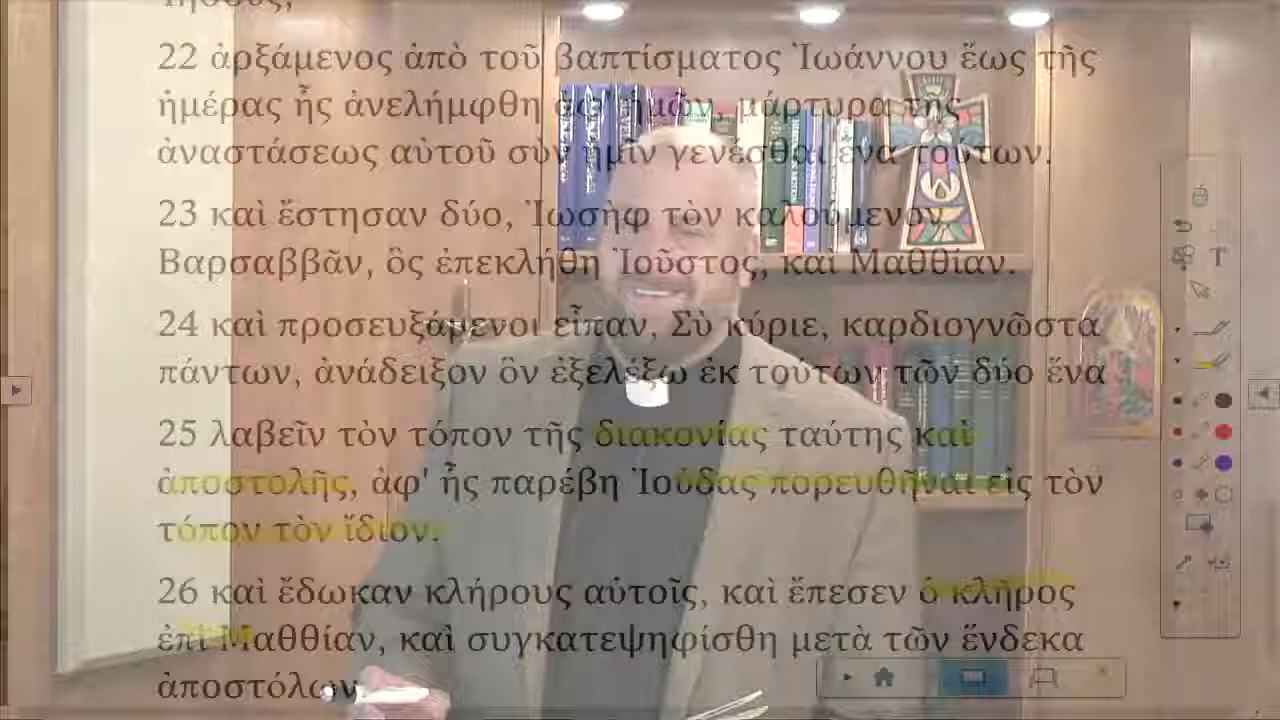 Ἰησοῦς,
22 ἀρξάμενος ἀπὸ τοῦ βαπτίσματος Ἰωάννου ἕως τῆς
ἡμέρας ἧς ἀνελήμφθη ἀφ' ἡμῶν, μάρτυρα τῆς
ἀναστάσεως αὐτοῦ σὺν ἡμῖν γενέσθαι ἕνα τούτων.
23 καὶ ἔστησαν δύο, Ἰωσὴφ τὸν καλούμενον
Βαρσαββᾶν, ὃς ἐπεκλήθη Ἰοῦστος, καὶ Μαθθίαν.
24 καὶ προσευξάμενοι εἶπαν, Σὺ κύριε, καρδιογνῶστα
πάντων, ἀνάδειξον ὃν ἐξελέξω ἐκ τούτων τῶν δύο ἕνα
25 λαβεῖν τὸν τόπον τῆς διακονίας ταύτης καὶ
ἀποστολῆς, ἀφ' ἧς παρέβη Ἰούδας πορευθῆναι εἰς τὸν
τόπον τὸν ἴδιον.
26 καὶ ἔδωκαν κλήρους αὐτοῖς, καὶ ἔπεσεν ὁ κλῆρος
ἐπὶ Μαθθίαν, καὶ συγκατεψηφίσθη μετὰ τῶν ἕνδεκα
ἀποστόλων.
T